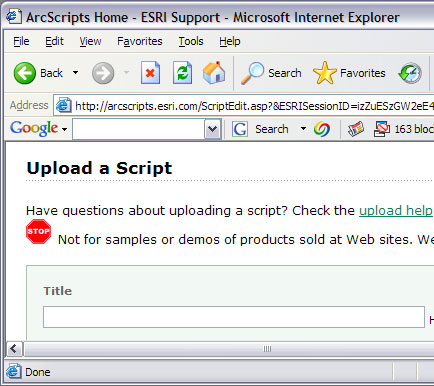 ArcScripts Home - ESRI Support - Microsoft Internet Explorer
File Edit View Favorites Tools Help
Back Search Favorites
Address http://arcscripts.esri.com/ScriptEdit.asp?&ESRISessionID=izZuESzGW2eE4
Google Search 163 bloc
Upload a Script
Have questions about uploading a script? Check the upload help
STOP Not for samples or demos of products sold at Web sites. We
Title
H
Done